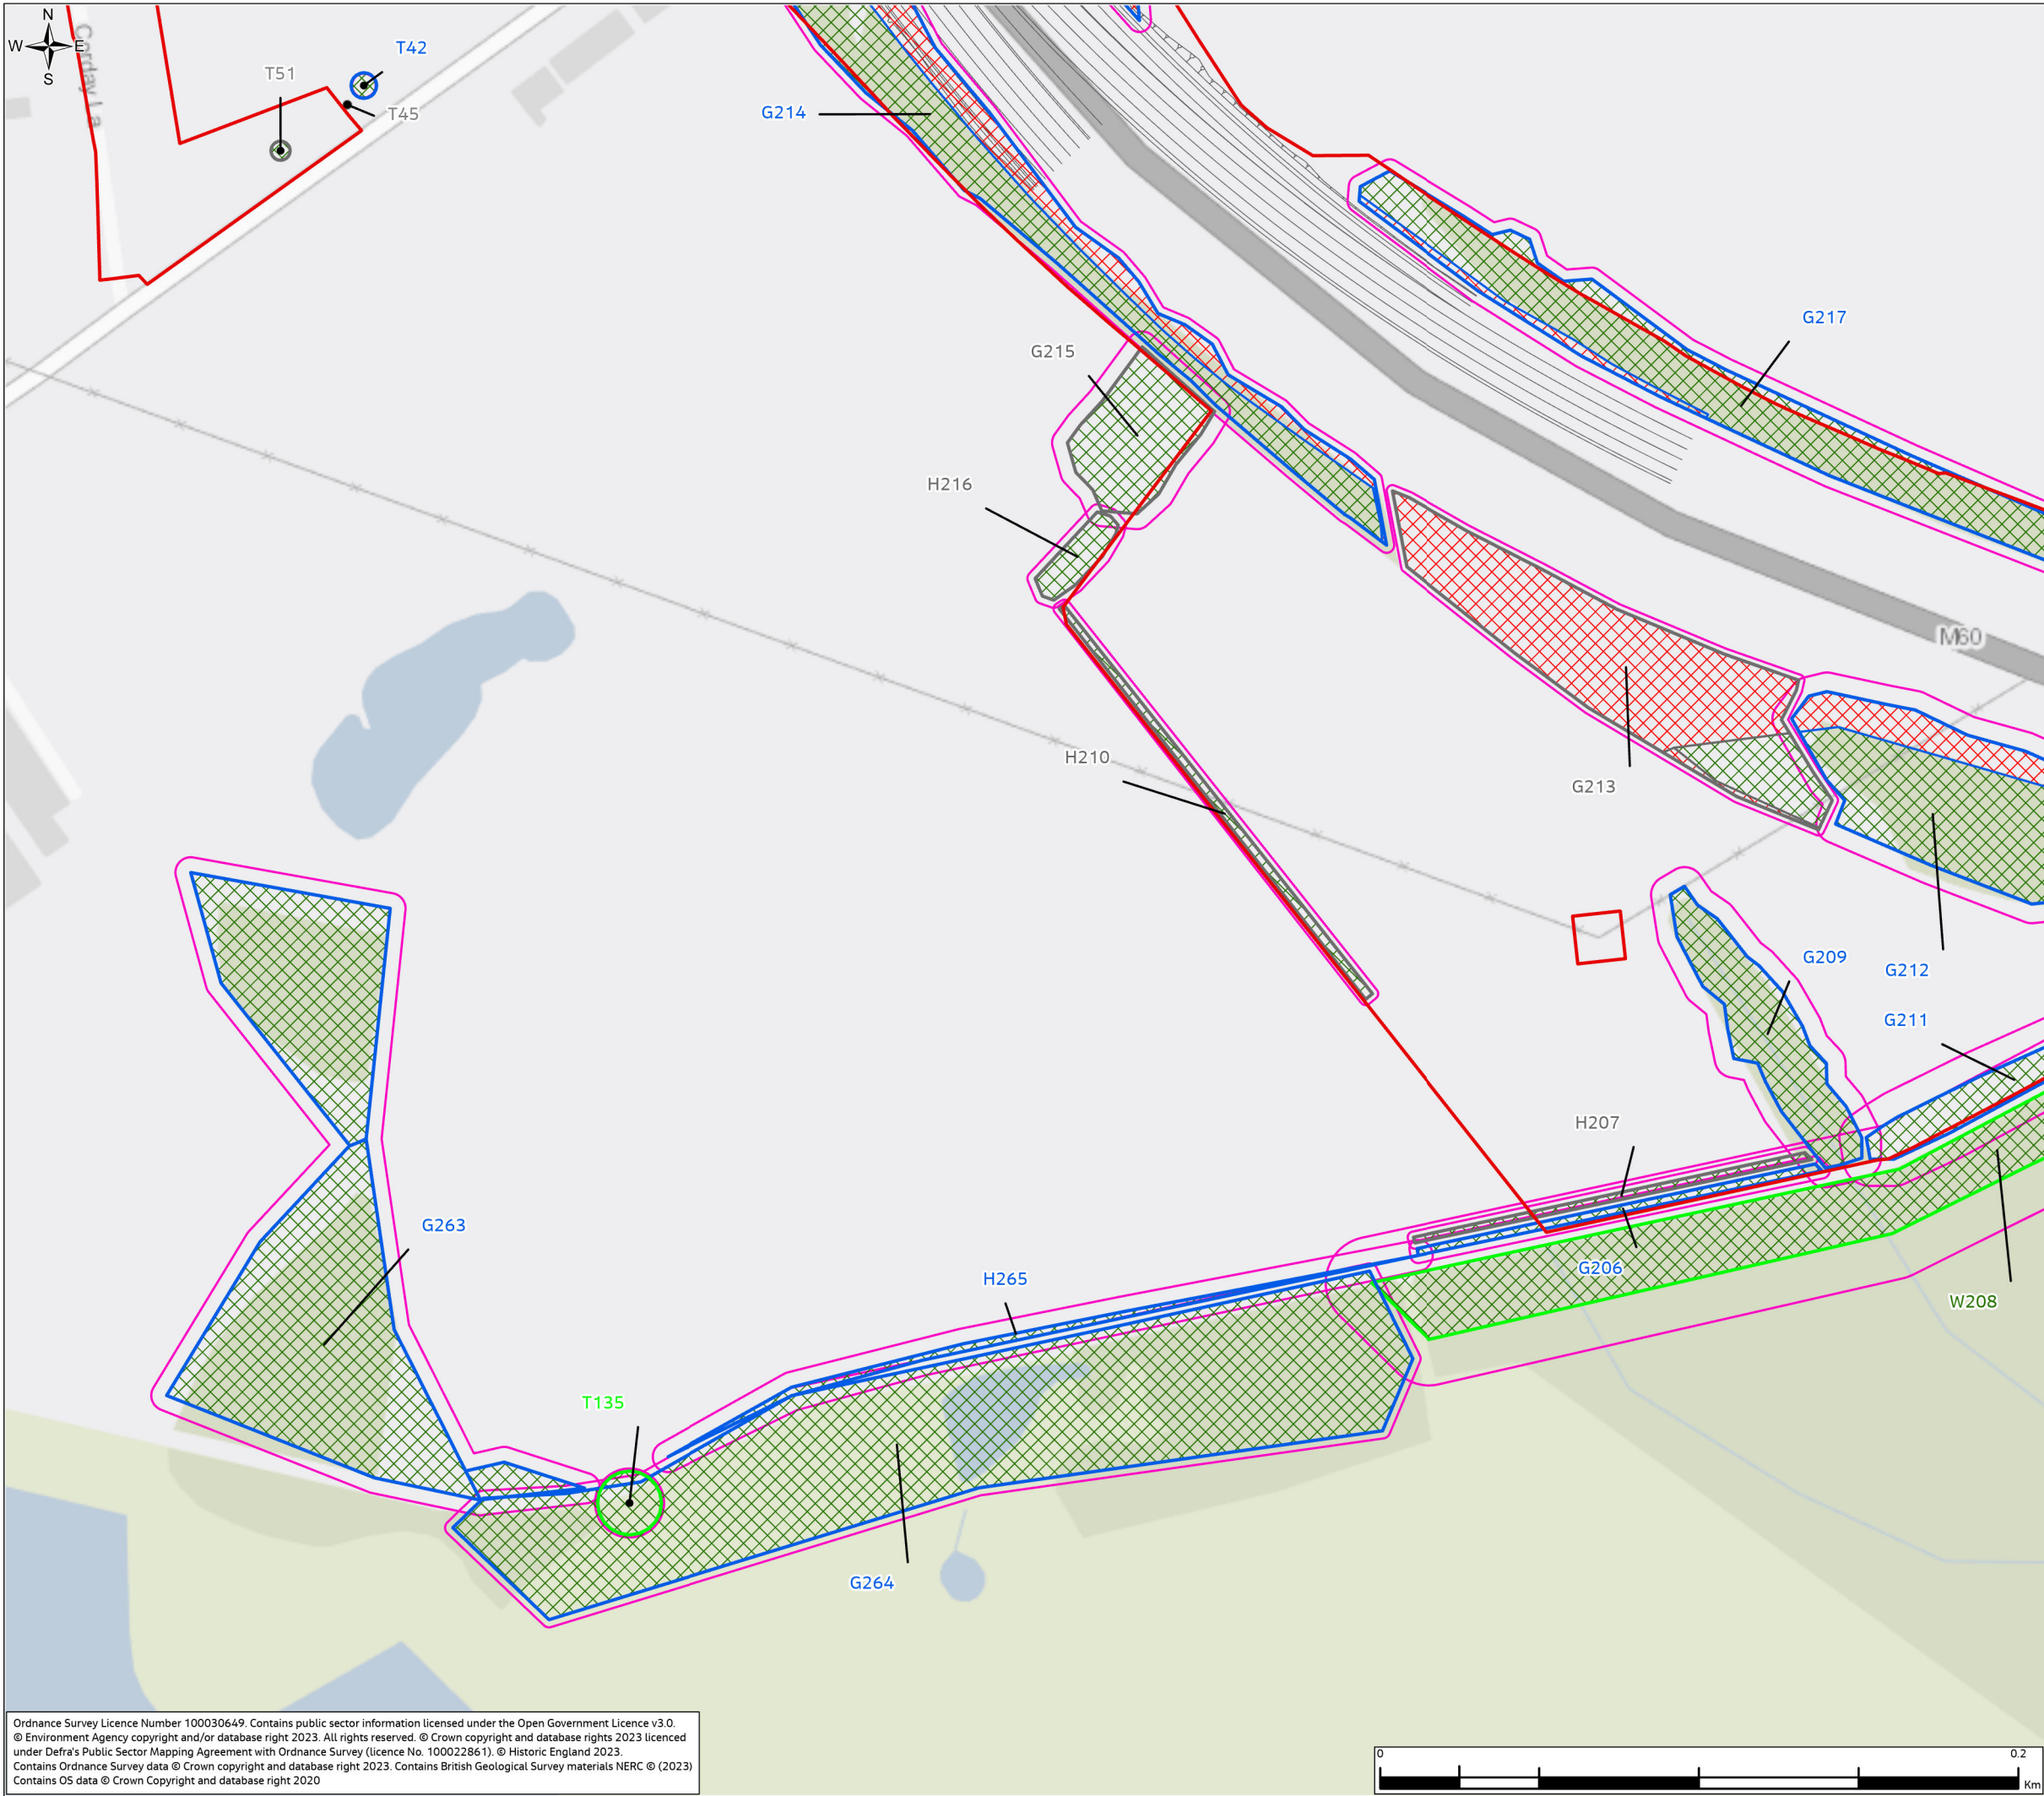 N
W E
S
Corday La
T42
T51
T45
G214
G217
G215
H216
M60
H210
G213
G209
G212
G211
H207
G263
G206
H265
W208
T135
G264
Ordnance Survey Licence Number 100030649. Contains public sector information licensed under the Open Government Licence v3.0.
© Environment Agency copyright and/or database right 2023. All rights reserved. © Crown copyright and database rights 2023 licenced
under Defra's Public Sector Mapping Agreement with Ordnance Survey (licence No. 100022861). © Historic England 2023.
Contains Ordnance Survey data © Crown copyright and database right 2023. Contains British Geological Survey materials NERC © (2023)
Contains OS data © Crown Copyright and database right 2020
0 0.2
Km